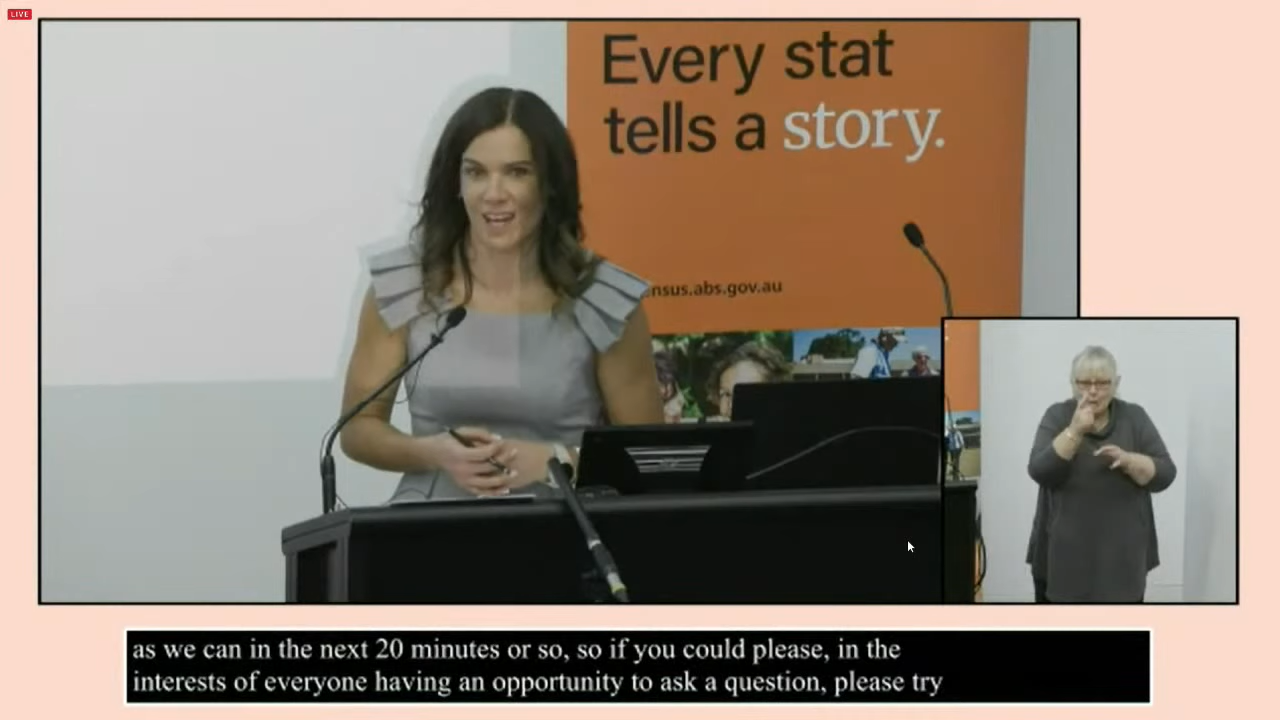 LIVE
Every stat
tells a story.
ensus.abs.gov.au
as we can in the next 20 minutes or so, so if you could please, in the
interests of everyone having an opportunity to ask a question, please try